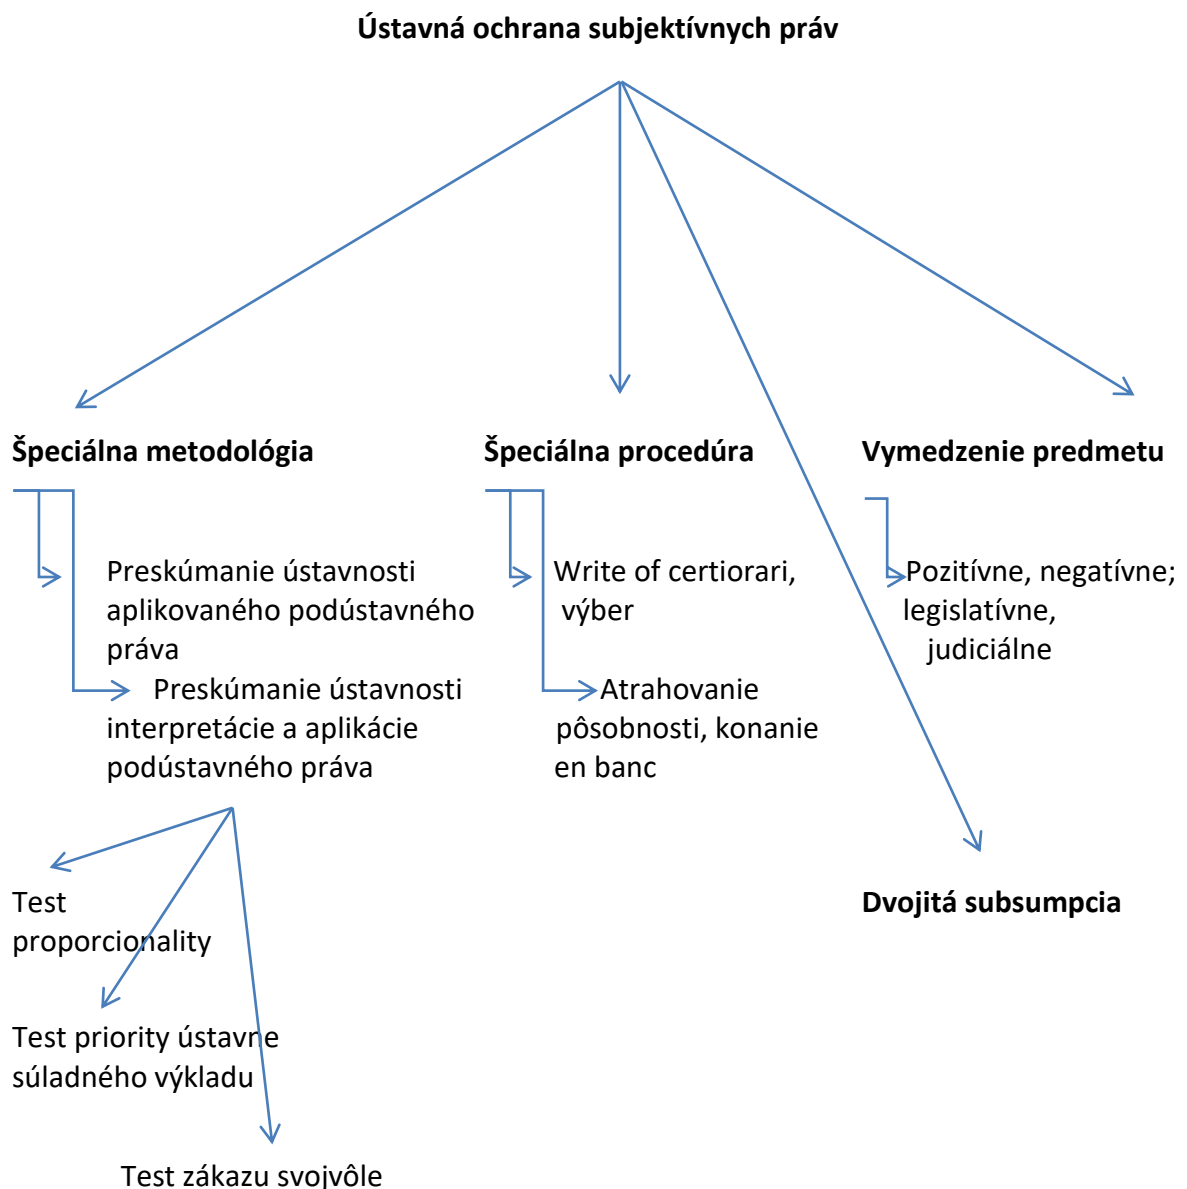 Ústavná ochrana subjektívnych práv
Špeciálna metodológia
Preskúmanie ústavnosti
aplikovaného podústavného
práva
Preskúmanie ústavnosti
interpretácie a aplikácie
podústavného práva
Test
proporcionality
Test priority ústavne
súladného výkladu
Test zákazu svojvôle
Špeciálna procedúra
Write of certiorari,
výber
Atrahovanie
pôsobnosti, konanie
en banc
Vymedzenie predmetu
Pozitívne, negatívne;
legislatívne,
judiciálne
Dvojitá subsumpcia